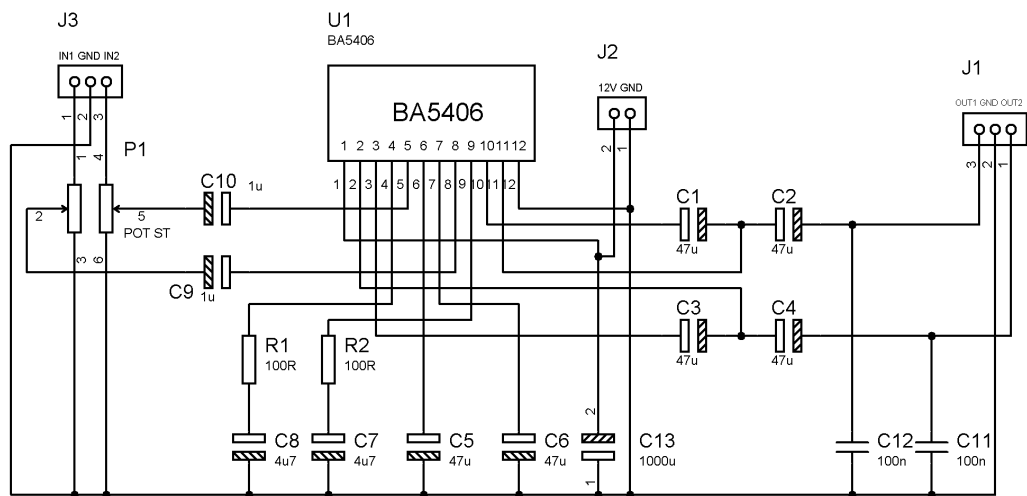 J3
IN1 GND IN2
1
2
3
1
4
P1
2
5
POT ST
3
6
U1
BA5406
BA5406
1 2 3 4 5 6 7 8 9 10 11 12
1 2 3 4 5 6 7 8 9 10 11 12
J2
12V GND
2
1
J1
OUT1 GND OUT2
3
2
1
C10
1u
C9
1u
C1
47u
C2
47u
C3
47u
C4
47u
R1
100R
R2
100R
C8
4u7
C7
4u7
C5
47u
C6
47u
2
C13
1000u
1
C12
100n
C11
100n